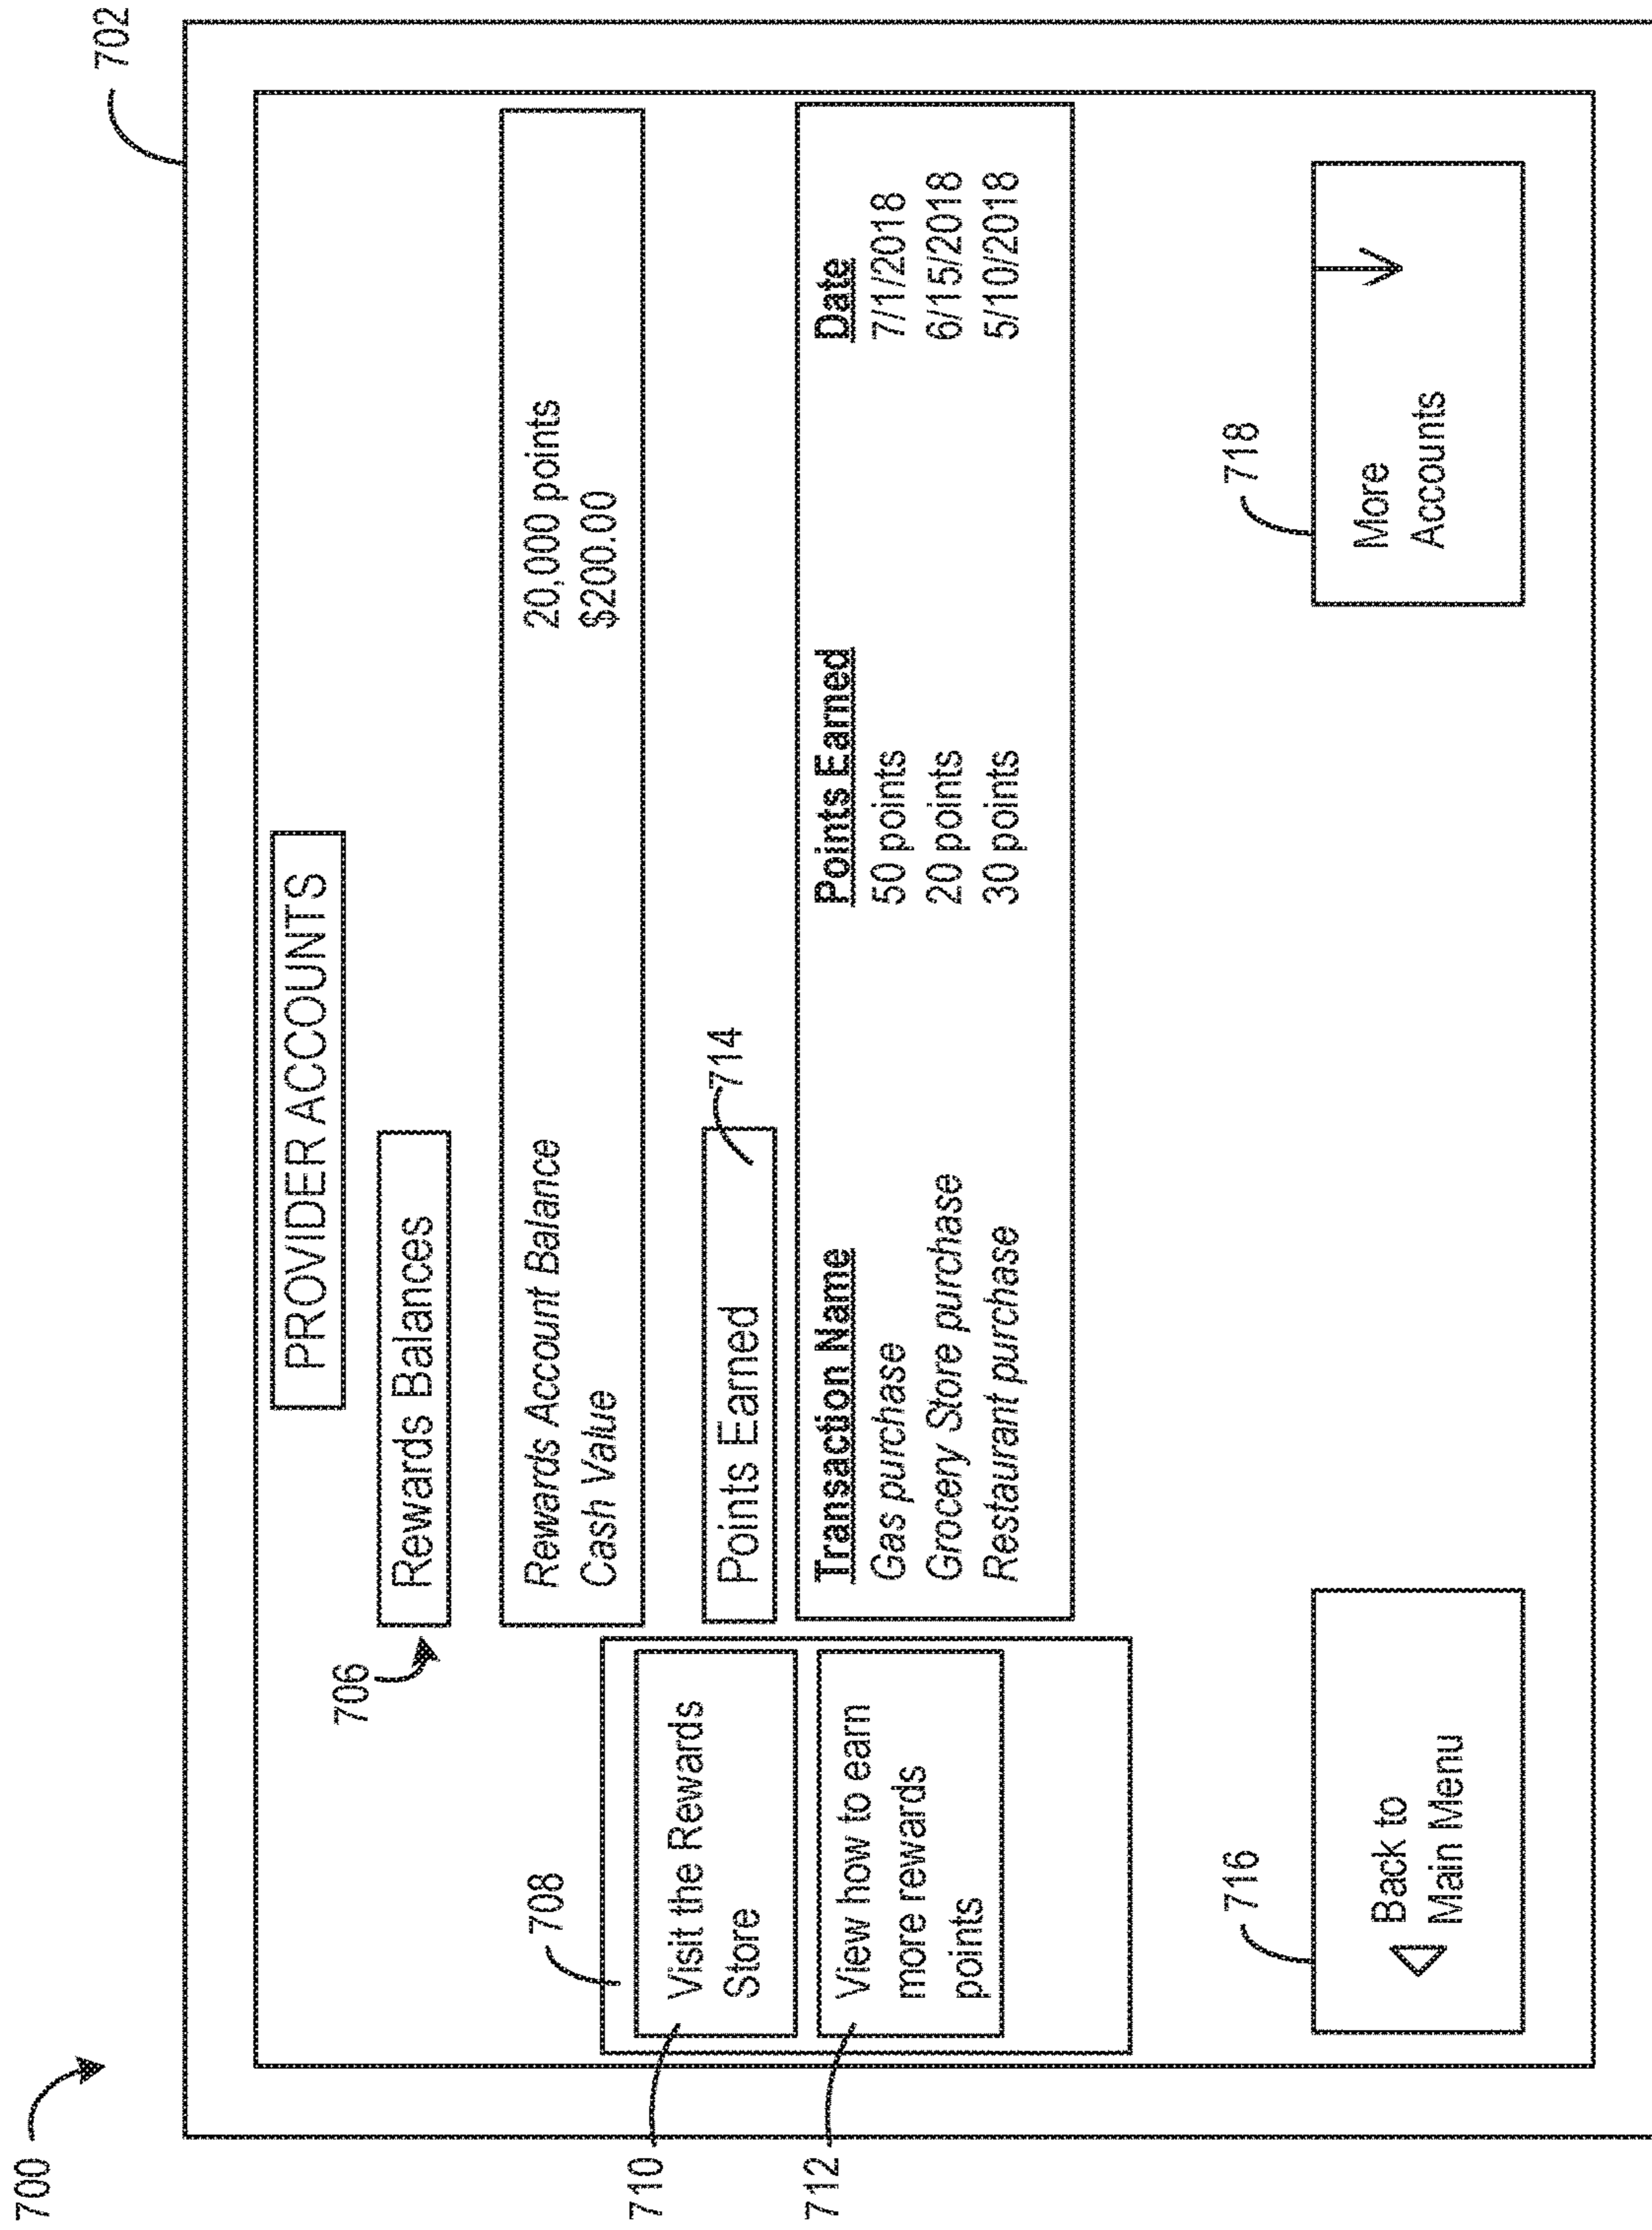 700
702
PROVIDER ACCOUNTS
706
Rewards Balances
Rewards Account Balance 20,000 points
Cash Value $200.00
708
710
Visit the Rewards
Store
712
View how to earn
more rewards
points
Points Earned
714
Transaction Name Points Earned Date
Gas purchase 50 points 7/1/2018
Grocery Store purchase 20 points 6/15/2018
Restaurant purchase 30 points 5/10/2018
716
Back to
Main Menu
718
More
Accounts